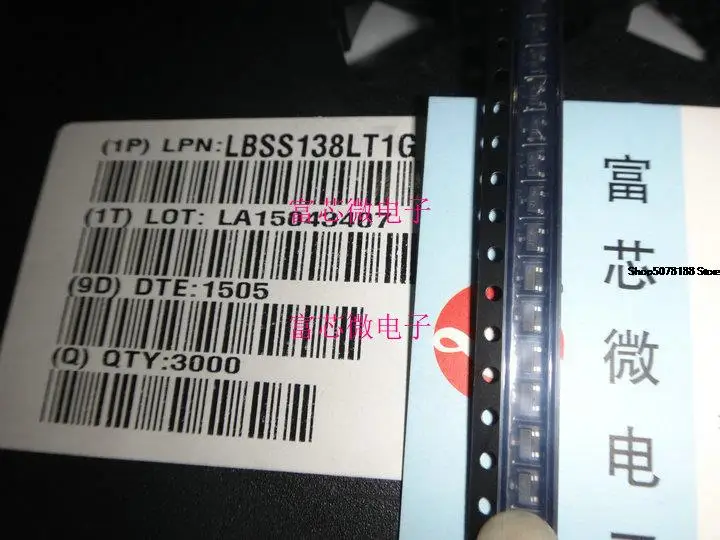 (1P) LPN:LBSS138LT1G
(1T) LOT: LA15043407
富芯微电子
(9D) DTE:1505
富芯微电子
(Q) QTY:3000
富芯微电
Shop5078188 Store